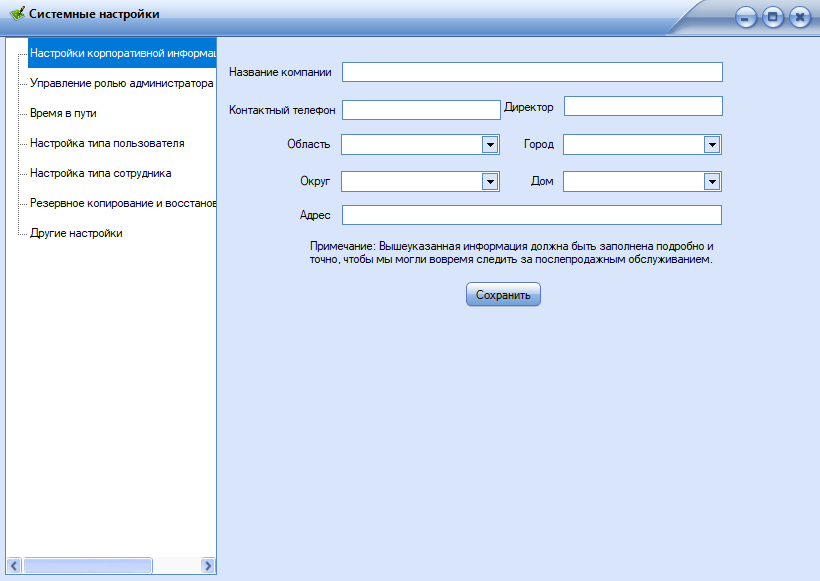 Системные настройки
Настройки корпоративной информац
Управление ролью администратора
Время в пути
Настройка типа пользователя
Настройка типа сотрудника
Резервное копирование и восстанов
Другие настройки
Название компании
Контактный телефон Директор
Область Город
Округ Дом
Адрес
Примечание: Вышеуказанная информация должна быть заполнена подробно и
точно, чтобы мы могли вовремя следить за послепродажным обслуживанием.
Сохранить